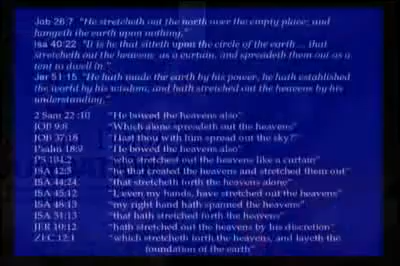 Job 26:7 "He stretcheth out the north over the empty place; and
hangeth the earth upon nothing."
Isa 40:22 "It is he that sitteth upon the circle of the earth ... that
stretcheth out the heavens as a curtain, and spreadeth them out as a
tent to dwell in."
Jer 51:15 "He hath made the earth by his power, he hath established
the world by his wisdom, and hath stretched out the heavens by his
understanding."
2 Sam 22:10 "He bowed the heavens also"
JOB 9:8 "Which alone spreadeth out the heavens"
JOB 37:18 "Hast thou with him spread out the sky?"
Psalm 18:9 "He bowed the heavens also"
PS 104:2 "who stretchest out the heavens like a curtain"
ISA 42:5 "he that created the heavens and stretched them out"
ISA 44:24 "that stretcheth forth the heavens alone"
ISA 45:12 "I, even my hands, have stretched out the heavens"
ISA 48:13 "my right hand hath spanned the heavens"
ISA 51:13 "that hath stretched forth the heavens"
JER 10:12 "hath stretched out the heavens by his discretion"
ZEC 12:1 "which stretcheth forth the heavens, and layeth the
foundation of the earth"